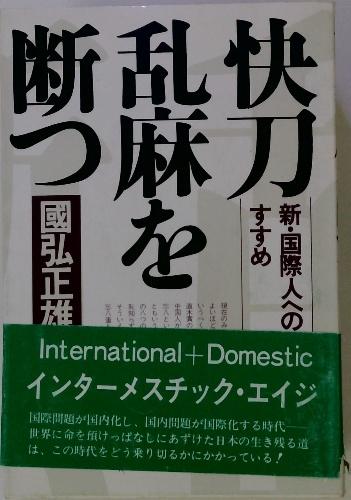 快刀
乱麻を
断つ
新・国際人への
すすめ
國弘正雄
International+Domestic
インターメスチック・エイジ
国際問題が国内化し、国内問題が国際化する時代——
世界に命を預けっぱなしにあずけた日本の生き残る道
は、この時代をどう乗り切るかにかかっている!